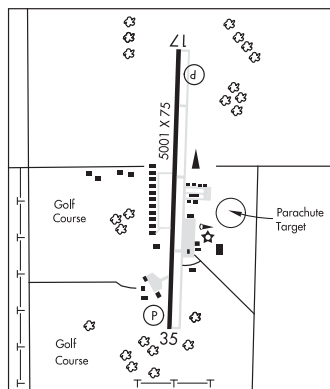 17
P
5001 X 75
Golf
Course
Parachute
Target
P
35
Golf
Course